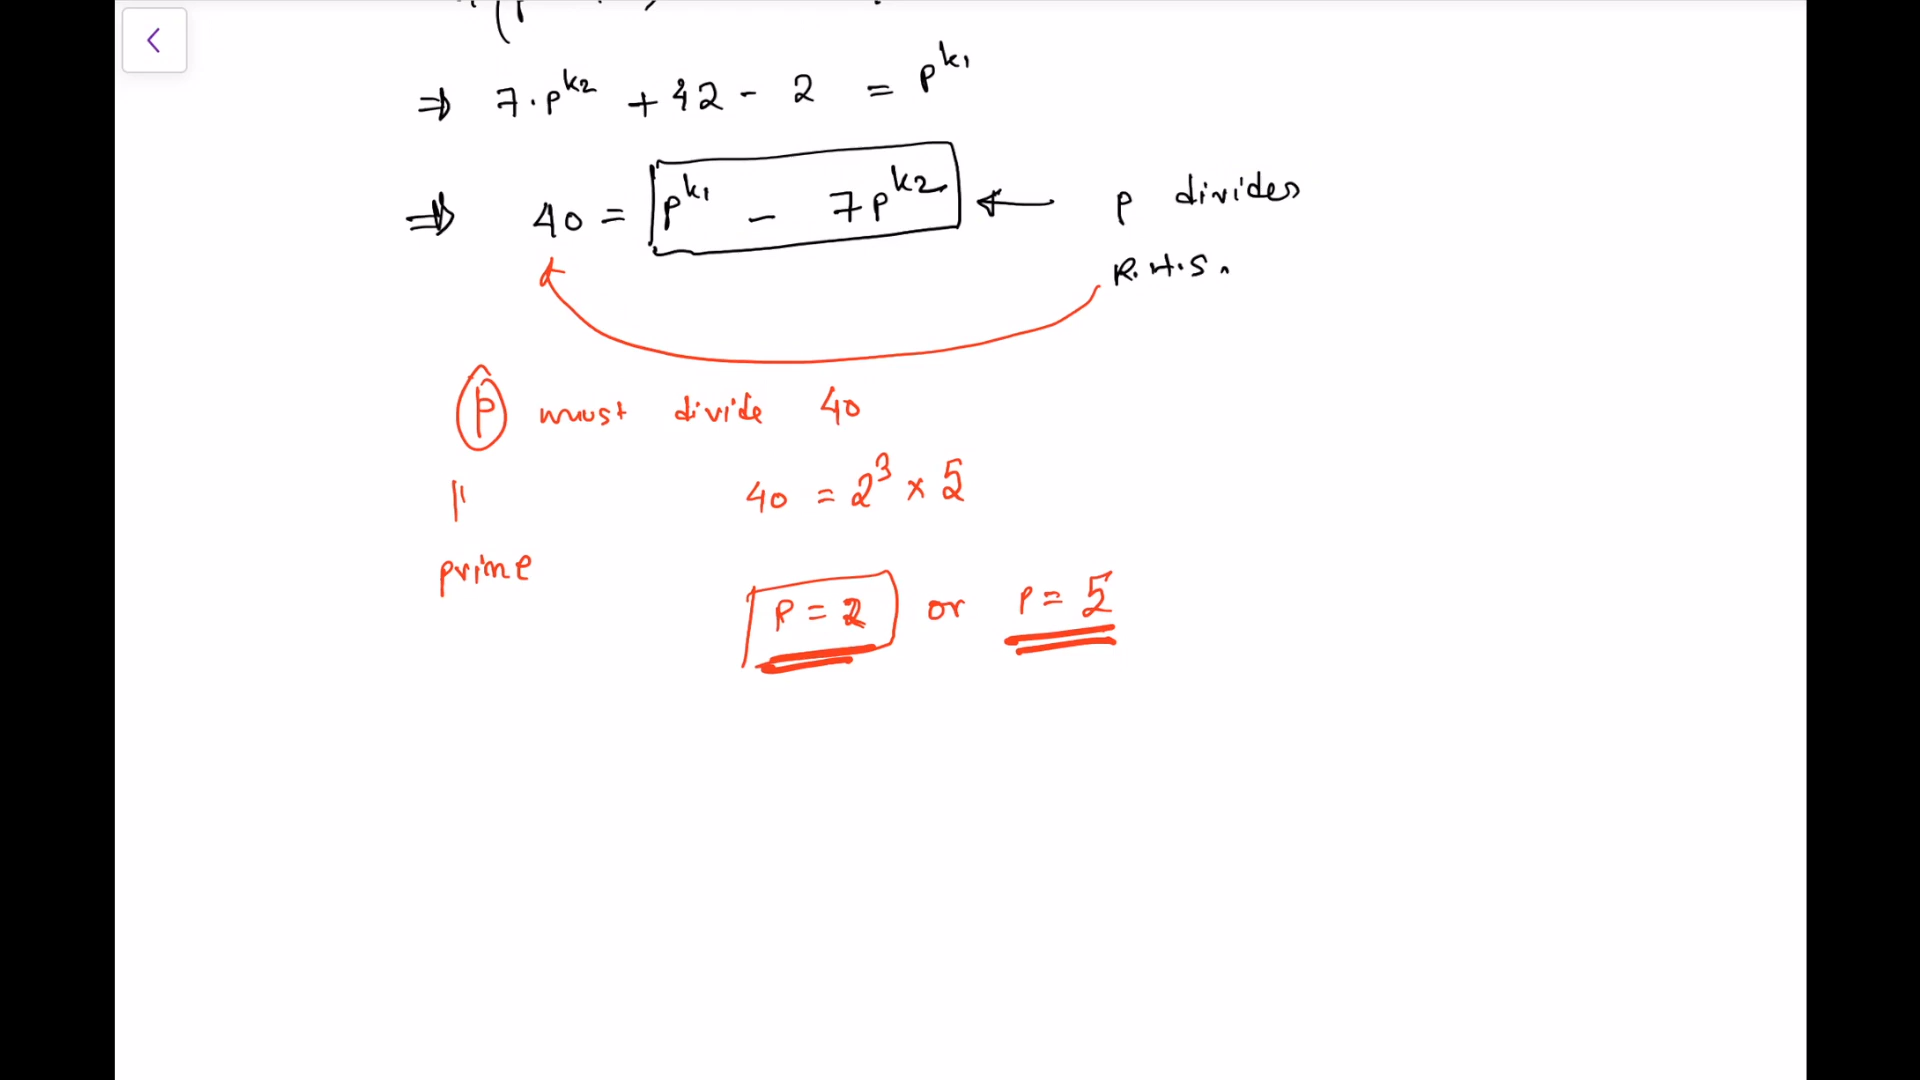 ⇒ 7·p^k2 + 42 - 2 = p^k1
⇒ 40 = p^k1 - 7p^k2 ← p divides
R.H.S.
p must divide 40
||
40 = 2^3 × 5
prime
P = 2 or P = 5